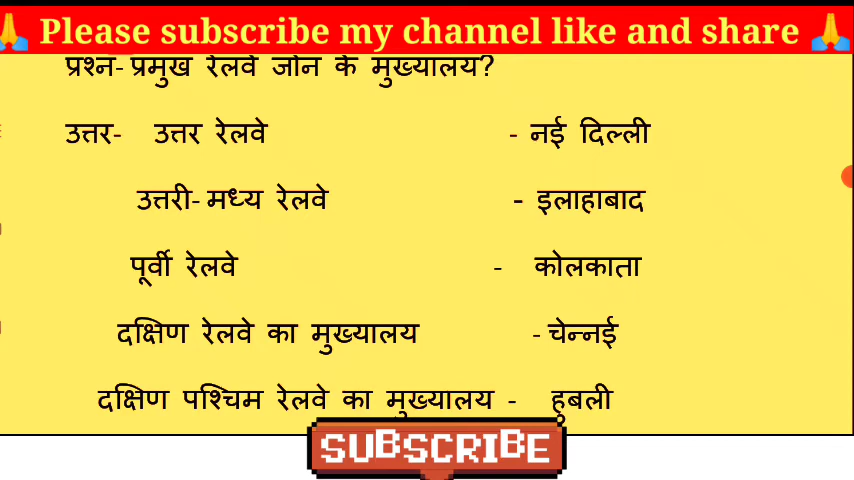 🙏 Please subscribe my channel like and share 🙏
प्रश्न- प्रमुख रेलवे जोन के मुख्यालय?
उत्तर- उत्तर रेलवे - नई दिल्ली
उत्तरी- मध्य रेलवे - इलाहाबाद
पूर्वी रेलवे - कोलकाता
दक्षिण रेलवे का मुख्यालय - चेन्नई
दक्षिण पश्चिम रेलवे का मुख्यालय - हुबली
SUBSCRIBE